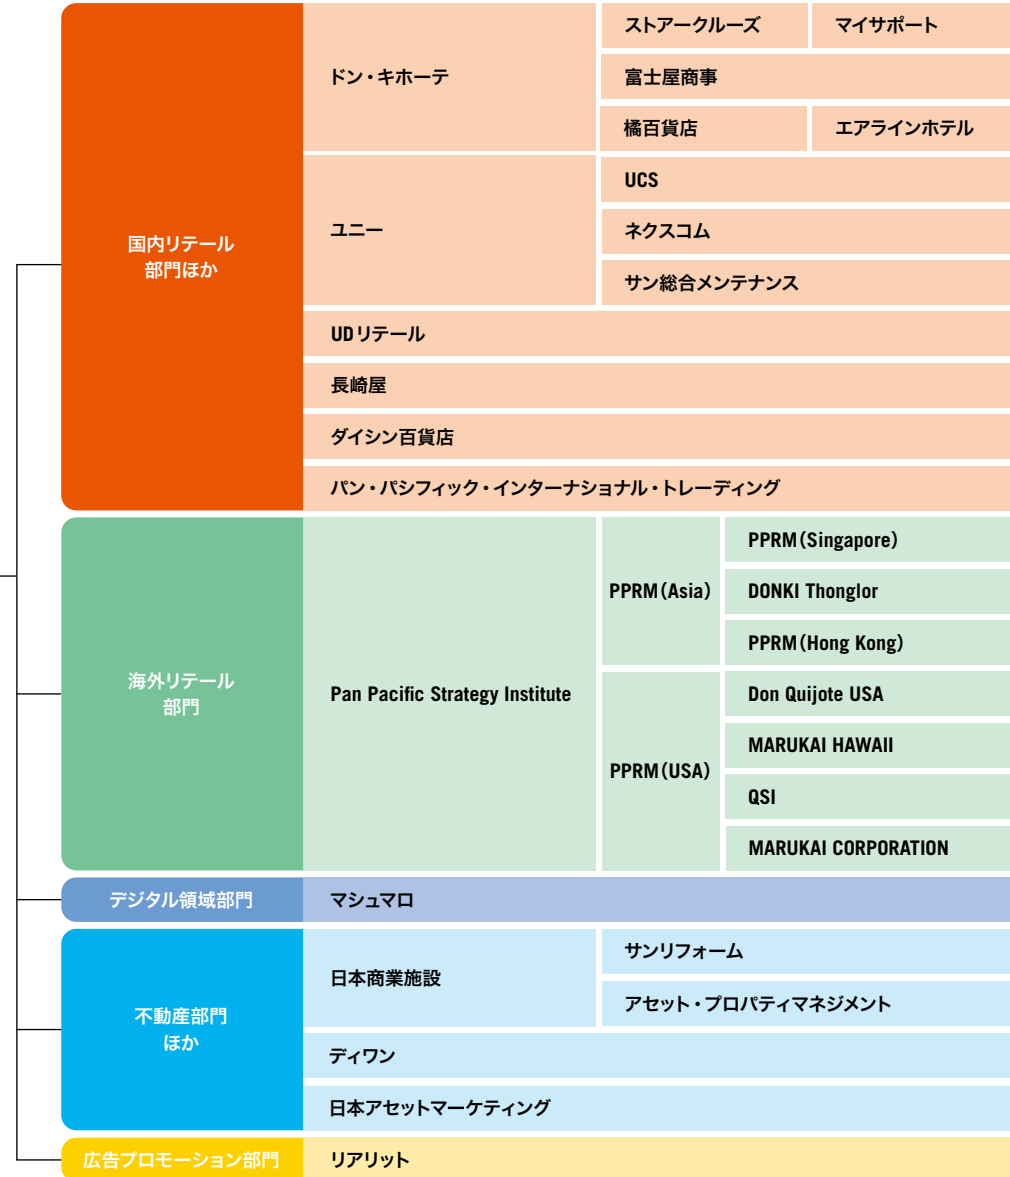 国内リテール
部門ほか
ドン・キホーテ
ストアークルーズ
マイサポート
富士屋商事
橘百貨店
エアラインホテル
ユニー
UCS
ネクスコム
サン総合メンテナンス
UDリテール
長崎屋
ダイシン百貨店
パン・パシフィック・インターナショナル・トレーディング
海外リテール
部門
Pan Pacific Strategy Institute
PPRM(Asia)
PPRM(Singapore)
DONKI Thonglor
PPRM(Hong Kong)
PPRM(USA)
Don Quijote USA
MARUKAI HAWAII
QSI
MARUKAI CORPORATION
デジタル領域部門
マシュマロ
不動産部門
ほか
日本商業施設
サンリフォーム
アセット・プロパティマネジメント
ディワン
日本アセットマーケティング
広告プロモーション部門
リアリット